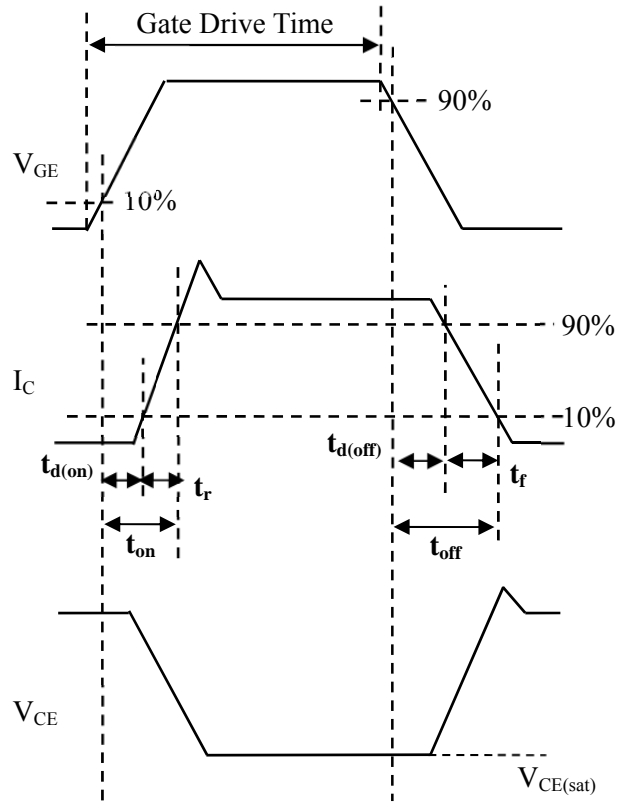 Gate Drive Time
90%
V_GE
10%
90%
I_C
10%
t_d(on)
t_r
t_d(off)
t_f
t_on
t_off
V_CE
V_CE(sat)